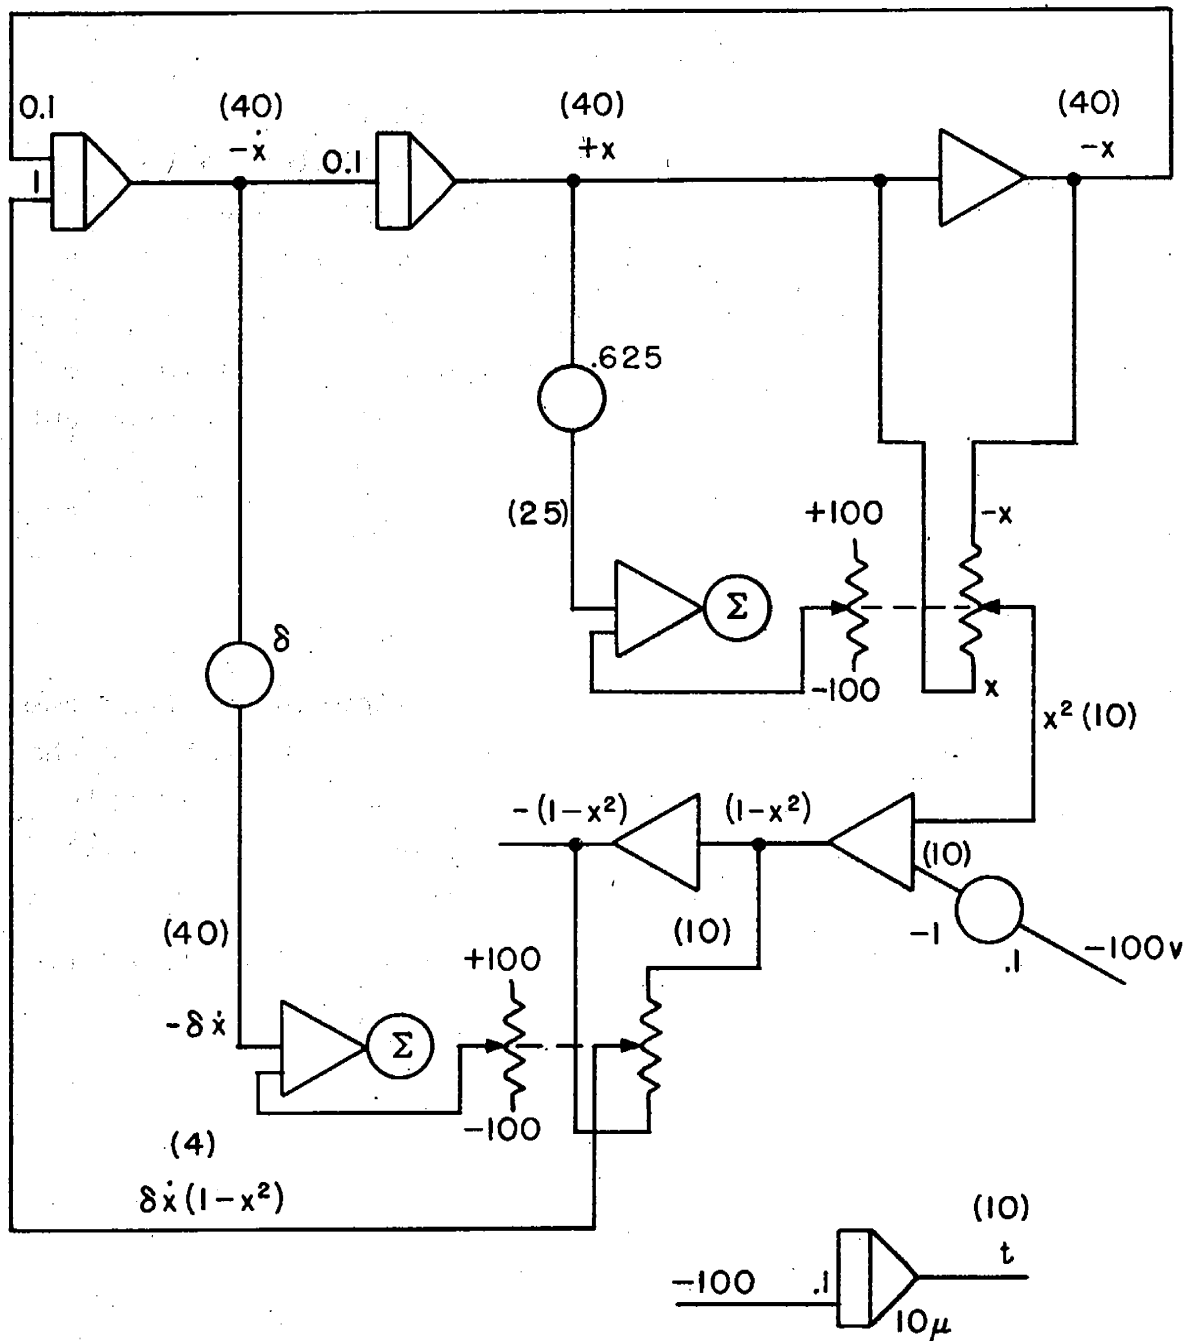 0.1
(40)
-ẋ
0.1
(40)
+x
(40)
-x
1
.625
(25)
+100
-x
Σ
δ
-100
x
x² (10)
-(1-x²)
(1-x²)
(10)
(40)
(10)
-1
.1
-100v
+100
-δẋ
Σ
-100
(4)
δẋ(1-x²)
(10)
t
-100
.1
10μ